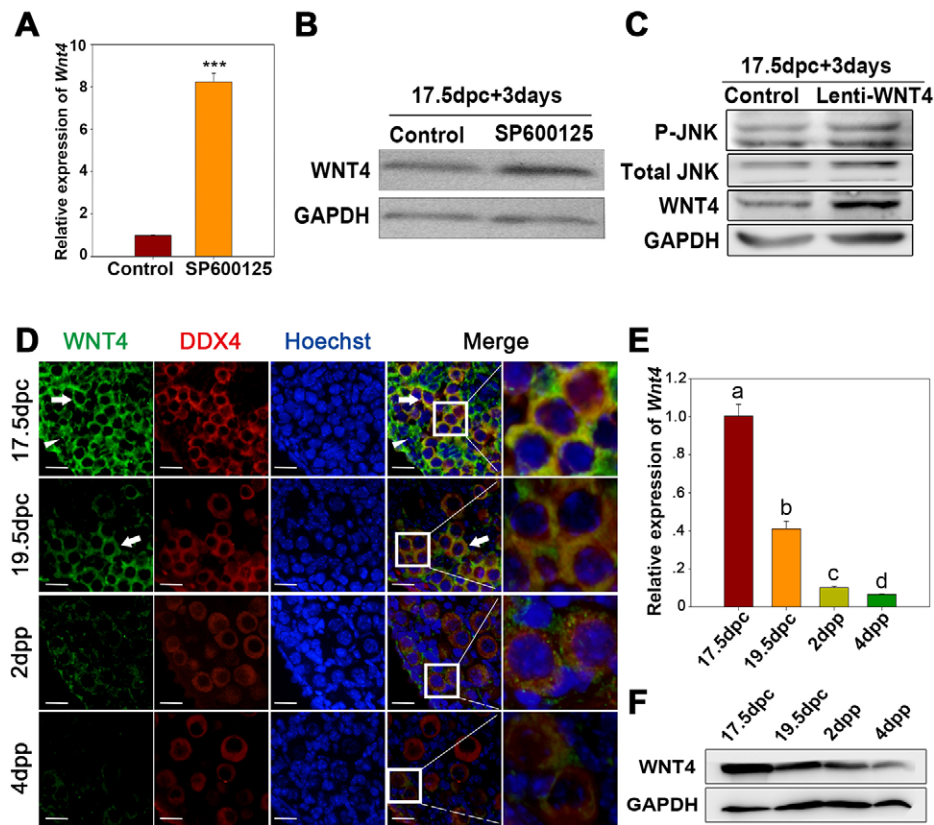 A
Relative expression of Wnt4
10
8
6
4
2
0
***
Control SP600125
B
17.5dpc+3days
Control SP600125
WNT4
GAPDH
C
17.5dpc+3days
Control Lenti-WNT4
P-JNK
Total JNK
WNT4
GAPDH
D
WNT4 DDX4 Hoechst Merge
17.5dpc
19.5dpc
2dpp
4dpp
E
Relative expression of Wnt4
1.2
1.0
.8
.6
.4
.2
0
a
b
c
d
17.5dpc 19.5dpc 2dpp 4dpp
F
17.5dpc 19.5dpc 2dpp 4dpp
WNT4
GAPDH